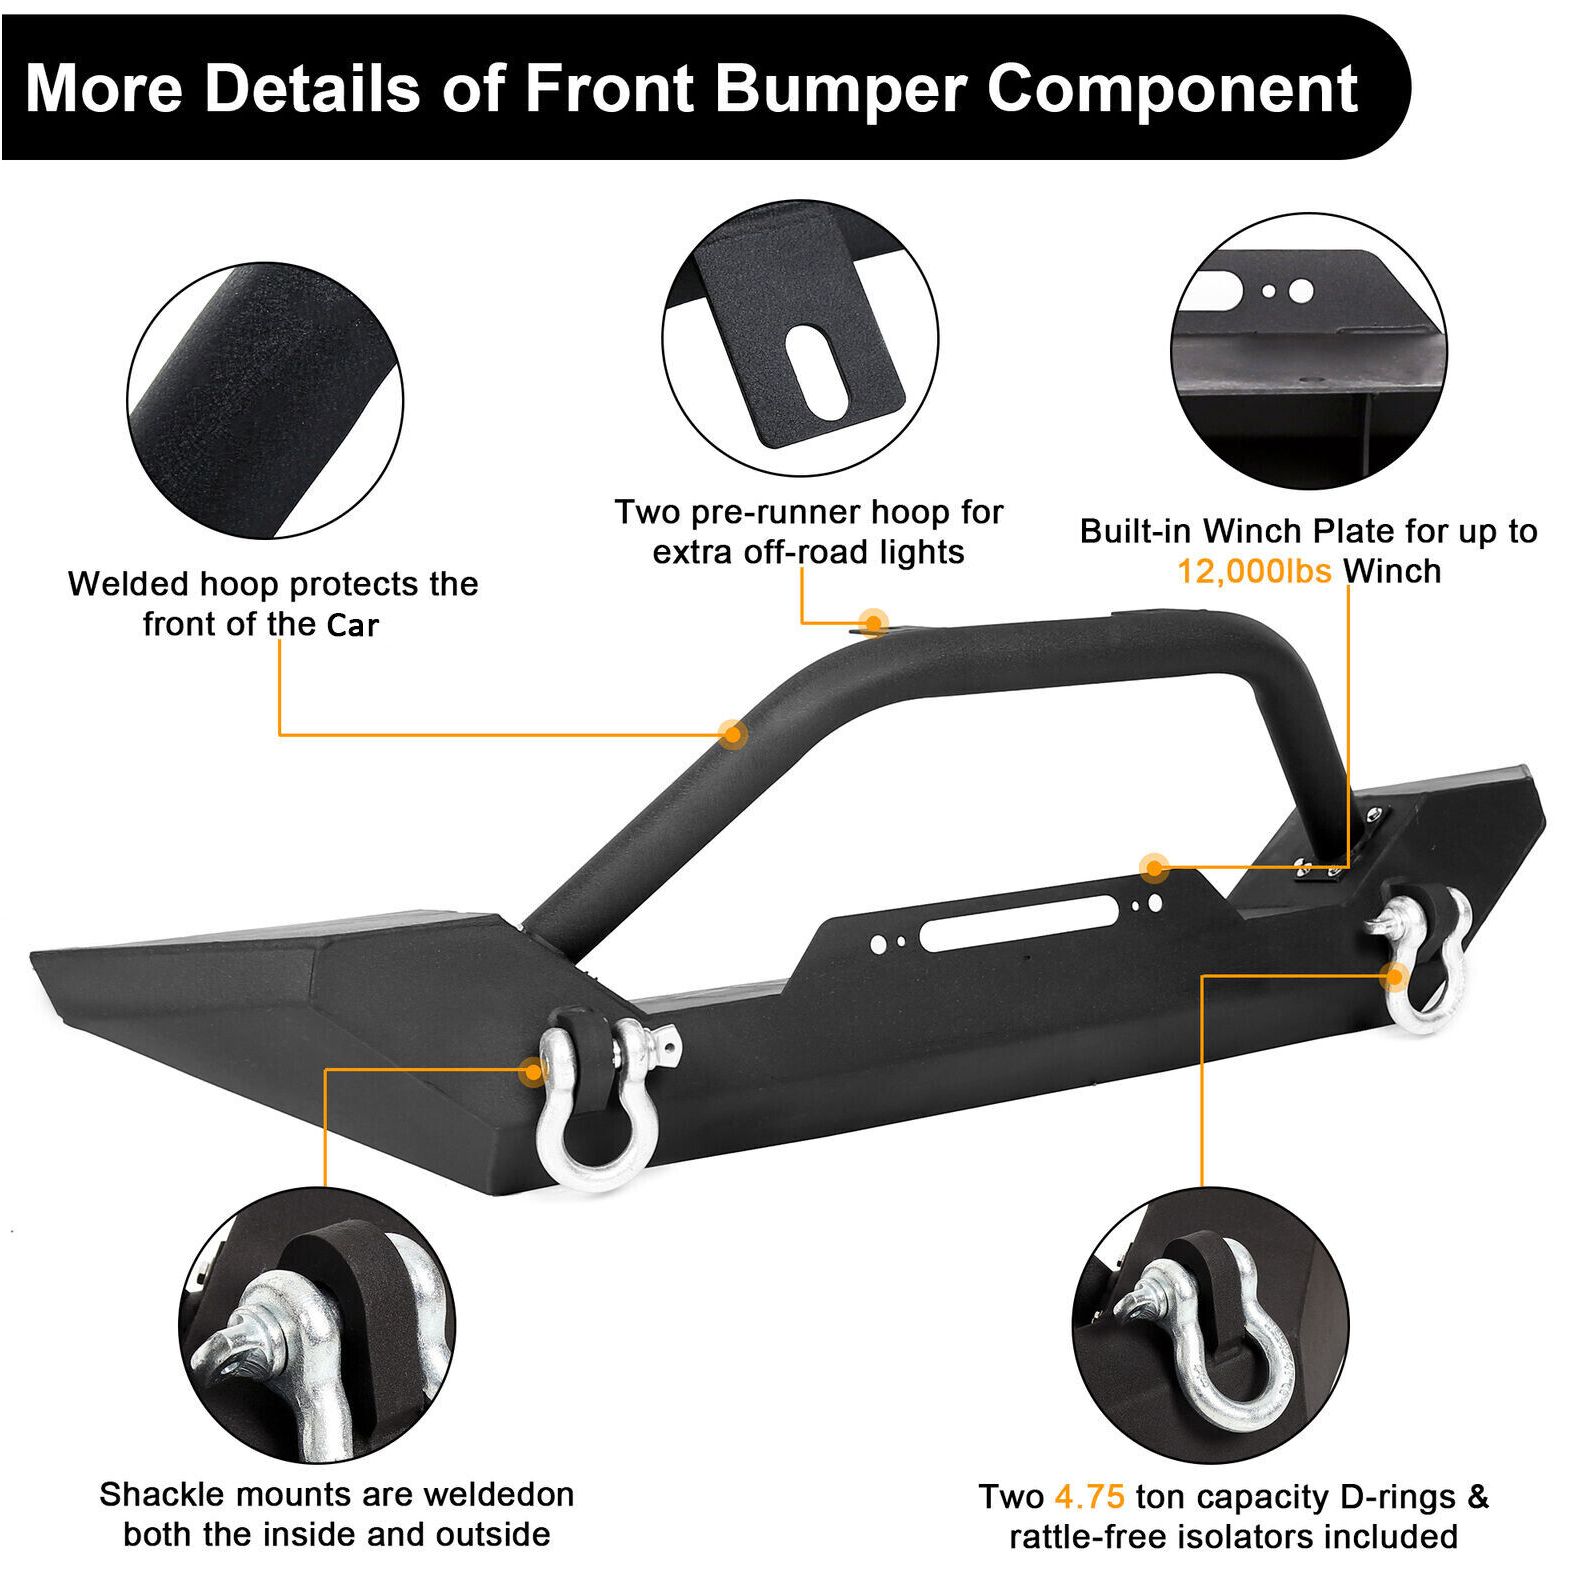 More Details of Front Bumper Component
Two pre-runner hoop for
extra off-road lights
Built-in Winch Plate for up to
12,000lbs Winch
Welded hoop protects the
front of the Car
Shackle mounts are weldedon
both the inside and outside
Two 4.75 ton capacity D-rings &
rattle-free isolators included